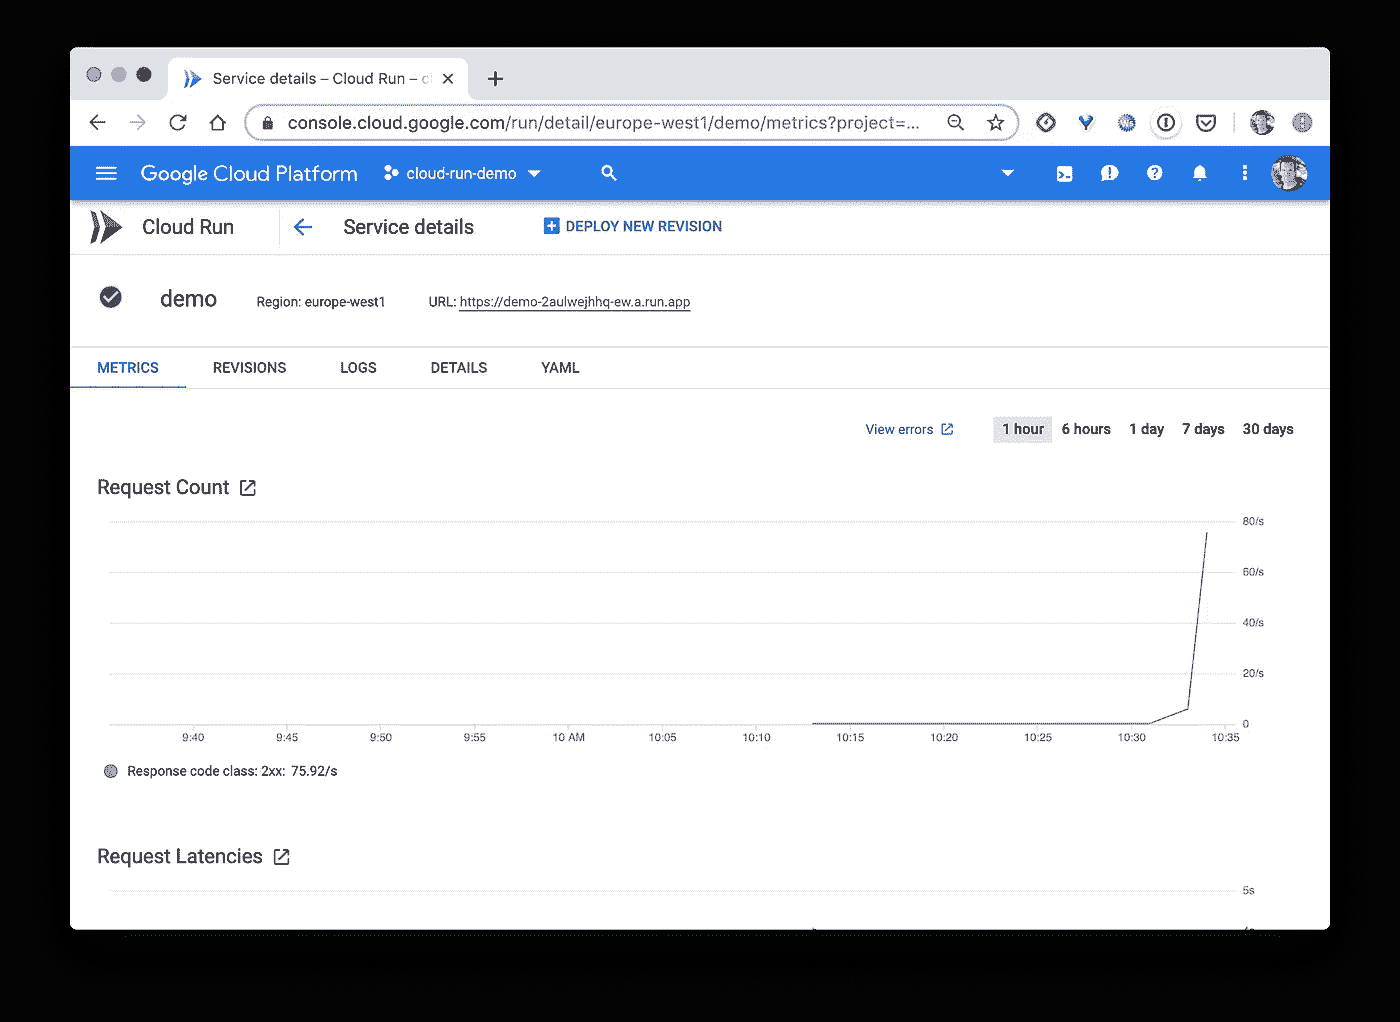 Service details – Cloud Run –
console.cloud.google.com/run/detail/europe-west1/demo/metrics?project=...
Google Cloud Platform cloud-run-demo
Cloud Run Service details DEPLOY NEW REVISION
demo Region: europe-west1 URL: https://demo-2aulwejhhq-ew.a.run.app
METRICS REVISIONS LOGS DETAILS YAML
View errors 1 hour 6 hours 1 day 7 days 30 days
Request Count
80/s
60/s
40/s
20/s
0
9:40 9:45 9:50 9:55 10 AM 10:05 10:10 10:15 10:20 10:25 10:30 10:35
Response code class: 2xx: 75.92/s
Request Latencies
5s